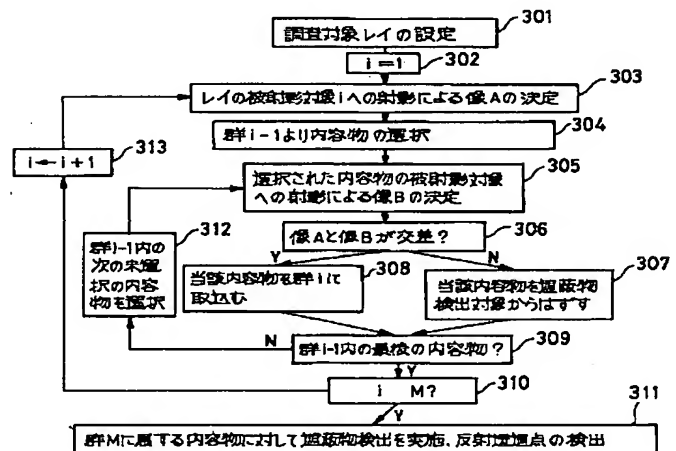 301
調査対象レイの設定
302
i=1
303
レイの被射影対象iへの射影による像Aの決定
304
群i-1より内容物の選択
313
i←i+1
305
選択された内容物の被射影対象
への射影による像Bの決定
312
群i-1内の
次の未選
択の内容
物を選択
306
像Aと像Bが交差?
Y
N
308
当該内容物を群iに
取込む
307
当該内容物を遮蔽物
検出対象からはずす
309
N
群i-1内の最後の内容物?
Y
310
i M?
311
Y
群Mに属する内容物に対して遮蔽物検出を実施、反射透過点の検出